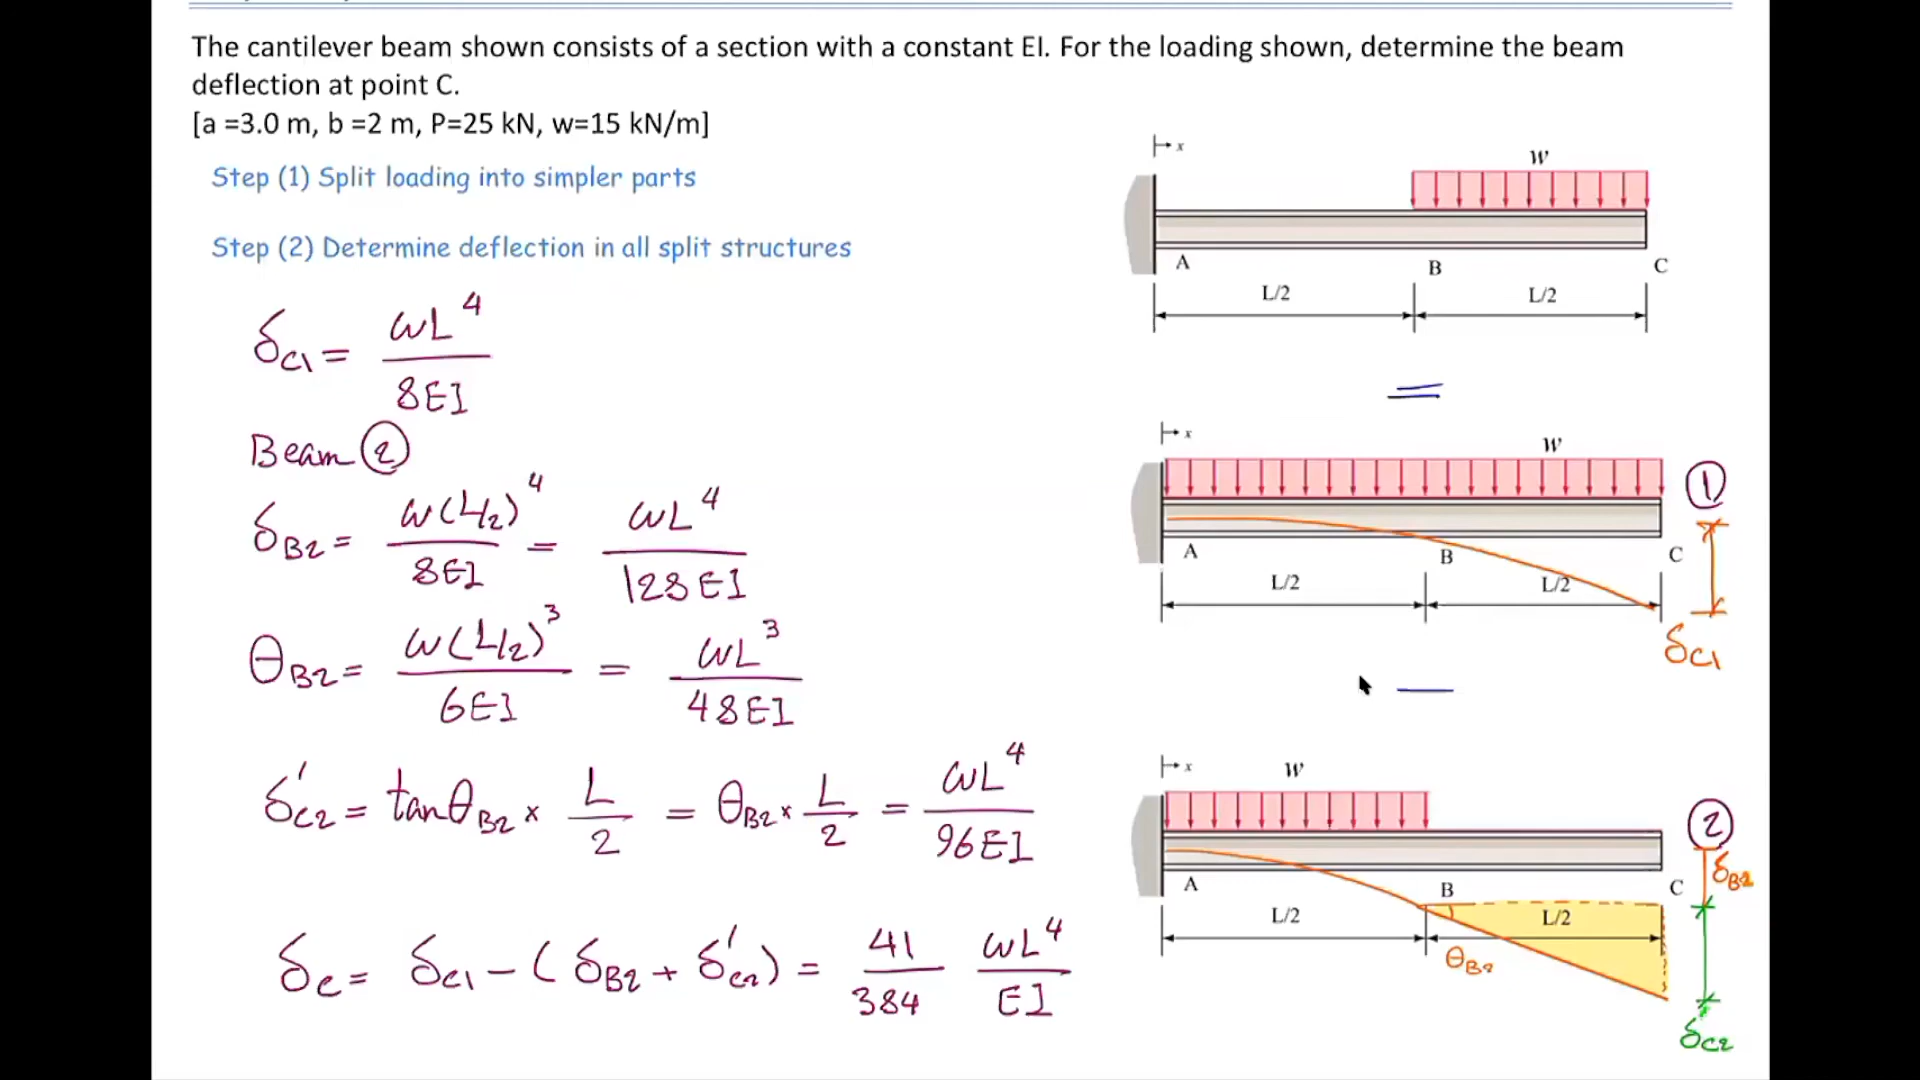 The cantilever beam shown consists of a section with a constant EI. For the loading shown, determine the beam
deflection at point C.
[a =3.0 m, b =2 m, P=25 kN, w=15 kN/m]
Step (1) Split loading into simpler parts
Step (2) Determine deflection in all split structures
δC1 = wL⁴ / 8EI
Beam ②
δB2 = w(L/2)⁴ / 8EI = wL⁴ / 128EI
θB2 = w(L/2)³ / 6EI = wL³ / 48EI
δ'C2 = tanθB2 × L/2 = θB2 × L/2 = wL⁴ / 96EI
δC = δC1 - (δB2 + δ'C2) = 41/384 wL⁴/EI
x
W
A B C
L/2 L/2
=
x
W
①
A B C
L/2 L/2
δC1
—
x
W
②
δB2
A B C
L/2 L/2
θB2
δ'C2